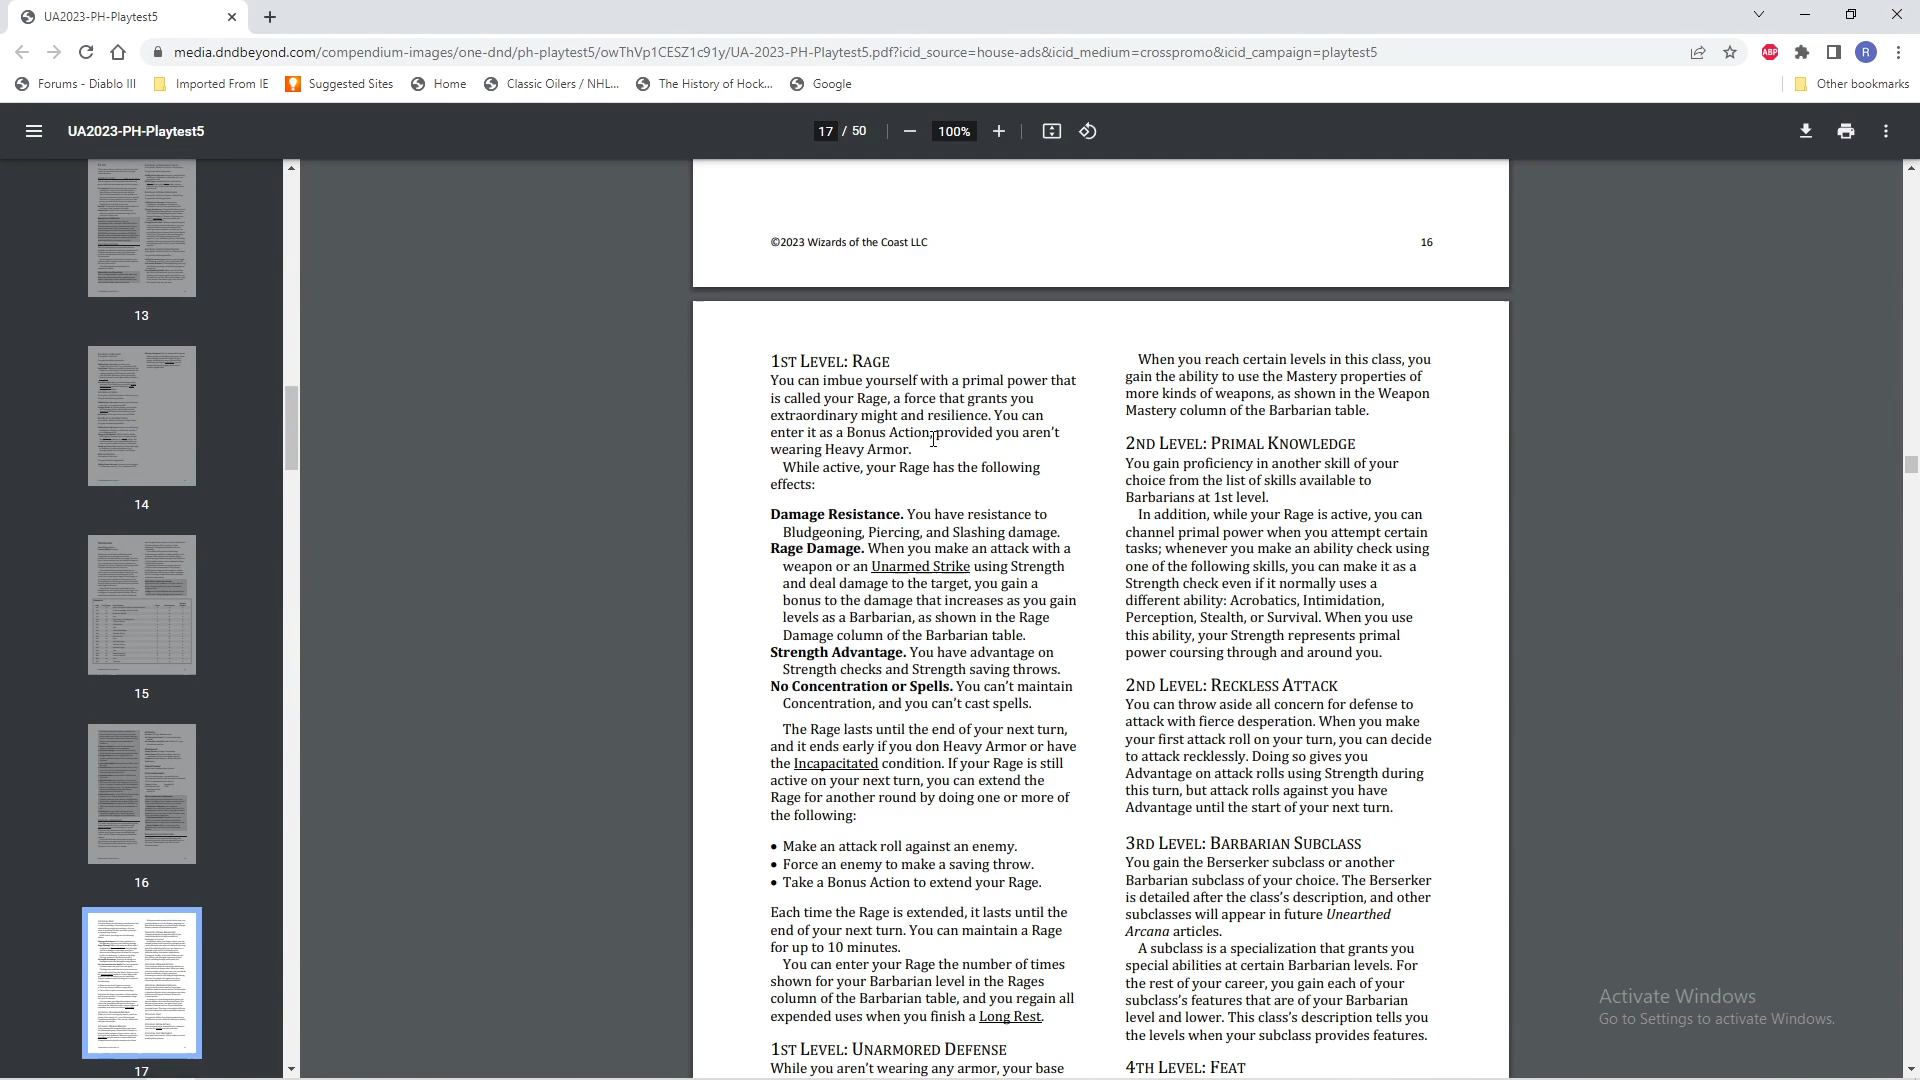 UA2023-PH-Playtest5
media.dndbeyond.com/compendium-images/one-dnd/ph-playtest5/owThVp1CESZ1c91y/UA-2023-PH-Playtest5.pdf?icid_source=house-ads&icid_medium=crosspromo&icid_campaign=playtest5
ABP
R
Forums - Diablo III
Imported From IE
Suggested Sites
Home
Classic Oilers / NHL...
The History of Hock...
Google
Other bookmarks
UA2023-PH-Playtest5
17 / 50
100%
13
14
15
16
17
©2023 Wizards of the Coast LLC
16
1ST LEVEL: RAGE
You can imbue yourself with a primal power that
is called your Rage, a force that grants you
extraordinary might and resilience. You can
enter it as a Bonus Action, provided you aren't
wearing Heavy Armor.
While active, your Rage has the following
effects:
Damage Resistance. You have resistance to
Bludgeoning, Piercing, and Slashing damage.
Rage Damage. When you make an attack with a
weapon or an Unarmed Strike using Strength
and deal damage to the target, you gain a
bonus to the damage that increases as you gain
levels as a Barbarian, as shown in the Rage
Damage column of the Barbarian table.
Strength Advantage. You have advantage on
Strength checks and Strength saving throws.
No Concentration or Spells. You can't maintain
Concentration, and you can't cast spells.
The Rage lasts until the end of your next turn,
and it ends early if you don Heavy Armor or have
the Incapacitated condition. If your Rage is still
active on your next turn, you can extend the
Rage for another round by doing one or more of
the following:
• Make an attack roll against an enemy.
• Force an enemy to make a saving throw.
• Take a Bonus Action to extend your Rage.
Each time the Rage is extended, it lasts until the
end of your next turn. You can maintain a Rage
for up to 10 minutes.
You can enter your Rage the number of times
shown for your Barbarian level in the Rages
column of the Barbarian table, and you regain all
expended uses when you finish a Long Rest.
1ST LEVEL: UNARMORED DEFENSE
While you aren't wearing any armor, your base
When you reach certain levels in this class, you
gain the ability to use the Mastery properties of
more kinds of weapons, as shown in the Weapon
Mastery column of the Barbarian table.
2ND LEVEL: PRIMAL KNOWLEDGE
You gain proficiency in another skill of your
choice from the list of skills available to
Barbarians at 1st level.
In addition, while your Rage is active, you can
channel primal power when you attempt certain
tasks; whenever you make an ability check using
one of the following skills, you can make it as a
Strength check even if it normally uses a
different ability: Acrobatics, Intimidation,
Perception, Stealth, or Survival. When you use
this ability, your Strength represents primal
power coursing through and around you.
2ND LEVEL: RECKLESS ATTACK
You can throw aside all concern for defense to
attack with fierce desperation. When you make
your first attack roll on your turn, you can decide
to attack recklessly. Doing so gives you
Advantage on attack rolls using Strength during
this turn, but attack rolls against you have
Advantage until the start of your next turn.
3RD LEVEL: BARBARIAN SUBCLASS
You gain the Berserker subclass or another
Barbarian subclass of your choice. The Berserker
is detailed after the class's description, and other
subclasses will appear in future Unearthed
Arcana articles.
A subclass is a specialization that grants you
special abilities at certain Barbarian levels. For
the rest of your career, you gain each of your
subclass's features that are of your Barbarian
level and lower. This class's description tells you
the levels when your subclass provides features.
4TH LEVEL: FEAT
Activate Windows
Go to Settings to activate Windows.